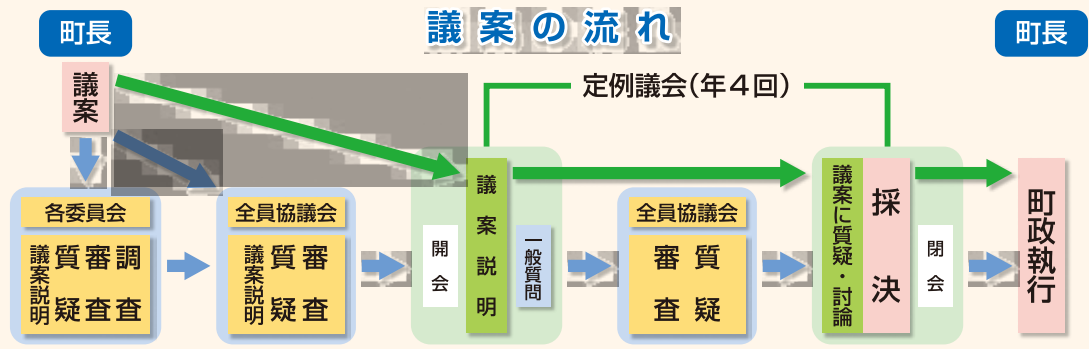 議案の流れ
町長
町長
議案
定例議会（年４回）
各委員会
議案説明
質疑
審査
調査
全員協議会
議案説明
質疑
審査
開会
議案説明
一般質問
全員協議会
審査
質疑
議案に質疑・討論
採決
閉会
町政執行